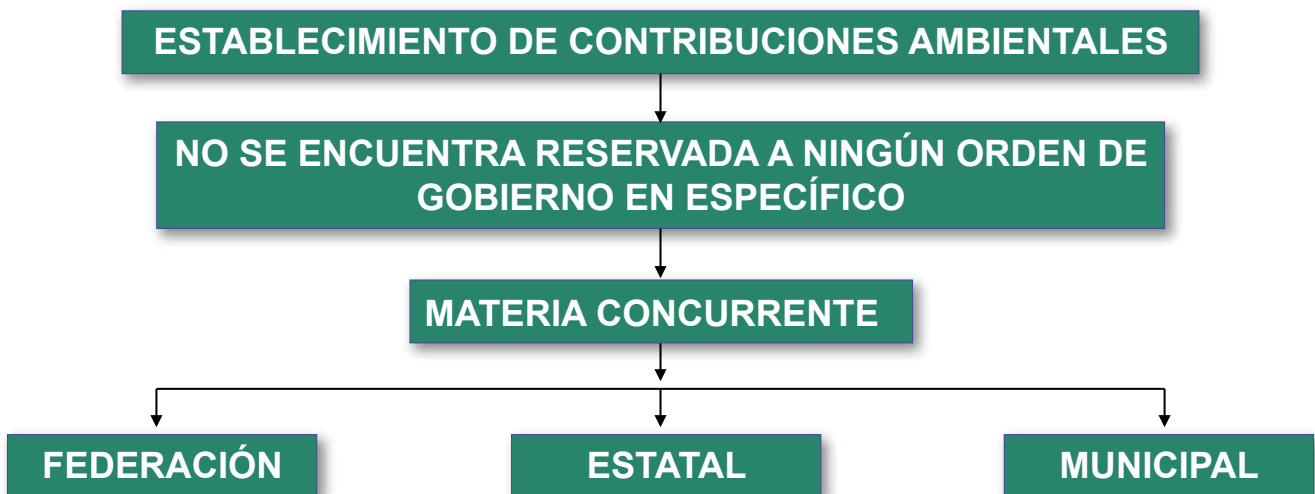 ESTABLECIMIENTO DE CONTRIBUCIONES AMBIENTALES
NO SE ENCUENTRA RESERVADA A NINGÚN ORDEN DE
GOBIERNO EN ESPECÍFICO
MATERIA CONCURRENTE
FEDERACIÓN
ESTATAL
MUNICIPAL